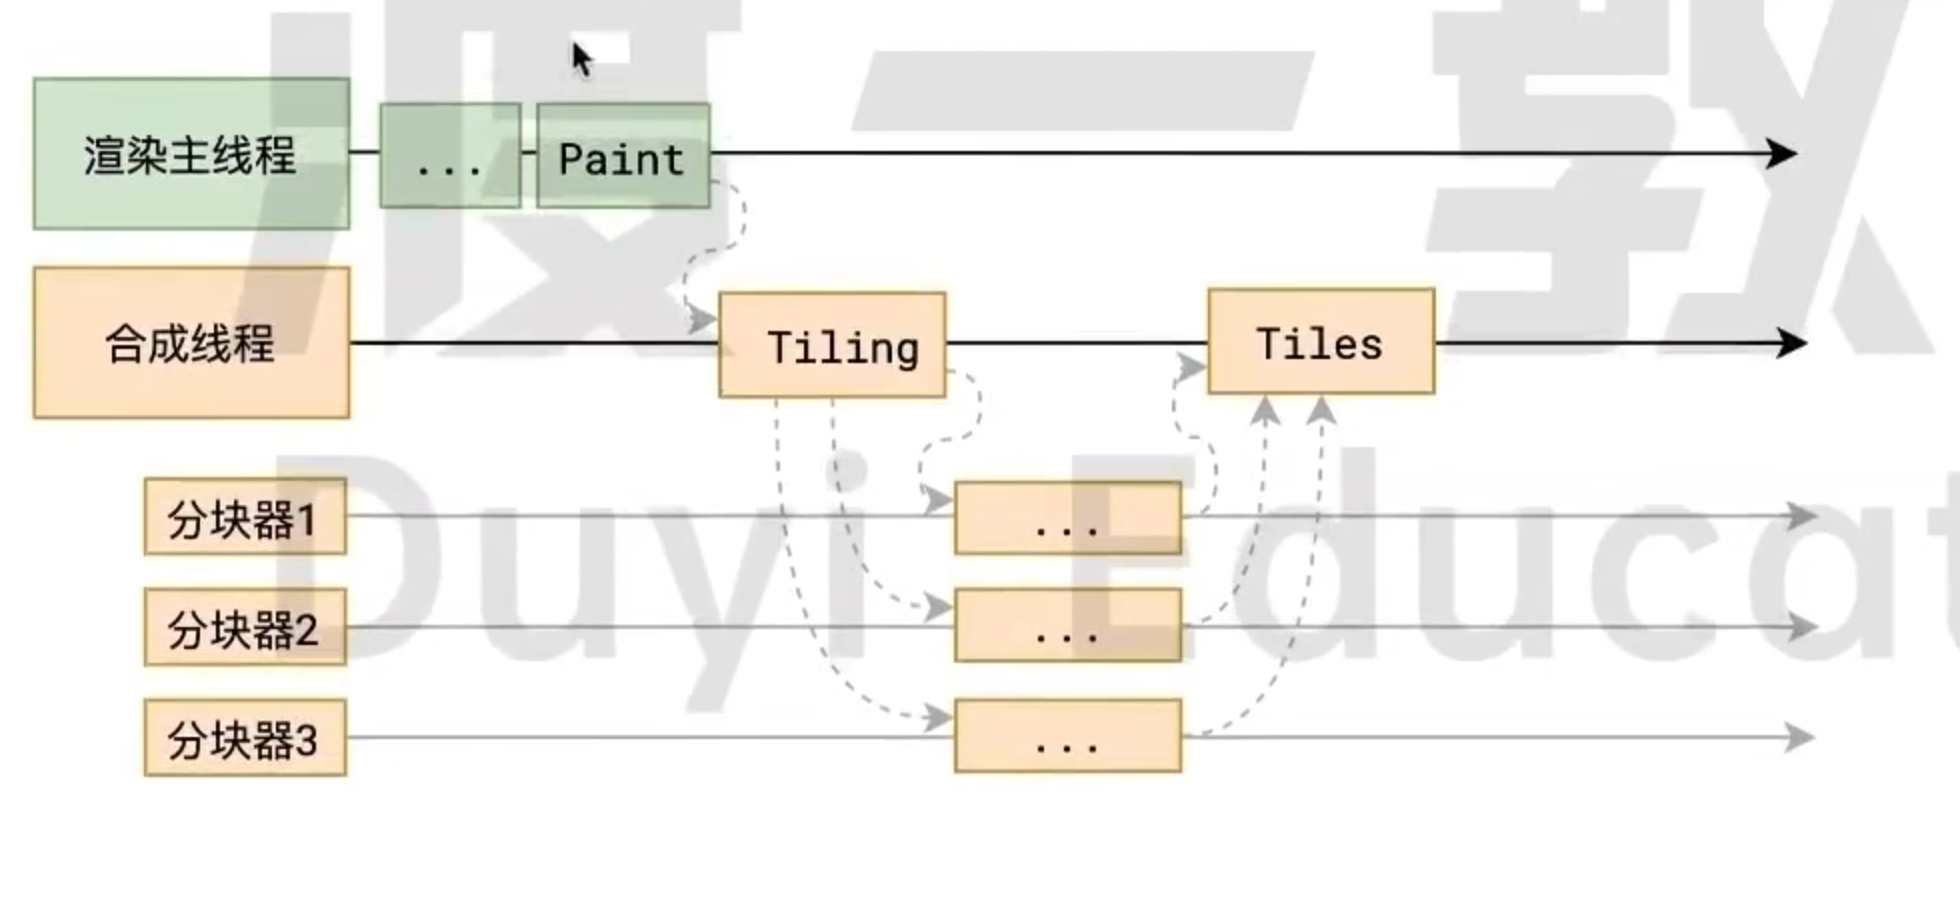 渲染主线程
...
Paint
合成线程
Tiling
Tiles
分块器1
...
分块器2
...
分块器3
...
度一教
Duyi Educat